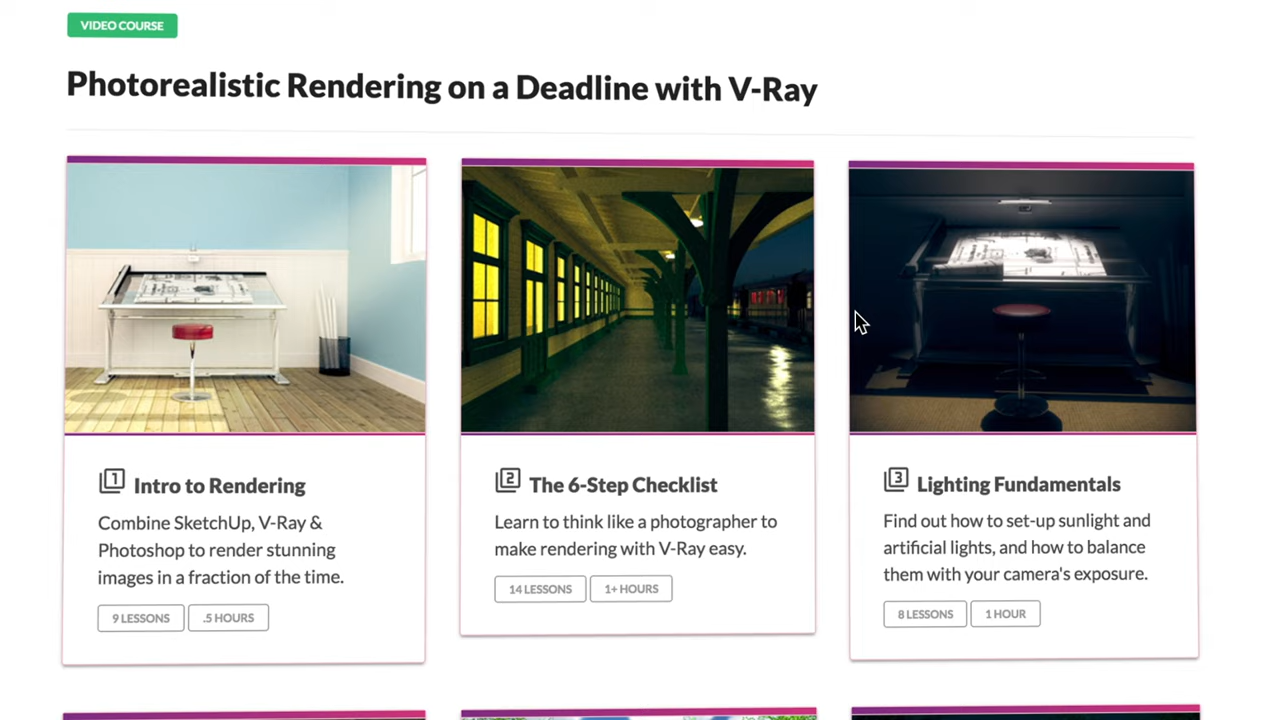 VIDEO COURSE
Photorealistic Rendering on a Deadline with V-Ray
1 Intro to Rendering
Combine SketchUp, V-Ray &
Photoshop to render stunning
images in a fraction of the time.
9 LESSONS .5 HOURS
2 The 6-Step Checklist
Learn to think like a photographer to
make rendering with V-Ray easy.
14 LESSONS 1+ HOURS
3 Lighting Fundamentals
Find out how to set-up sunlight and
artificial lights, and how to balance
them with your camera's exposure.
8 LESSONS 1 HOUR